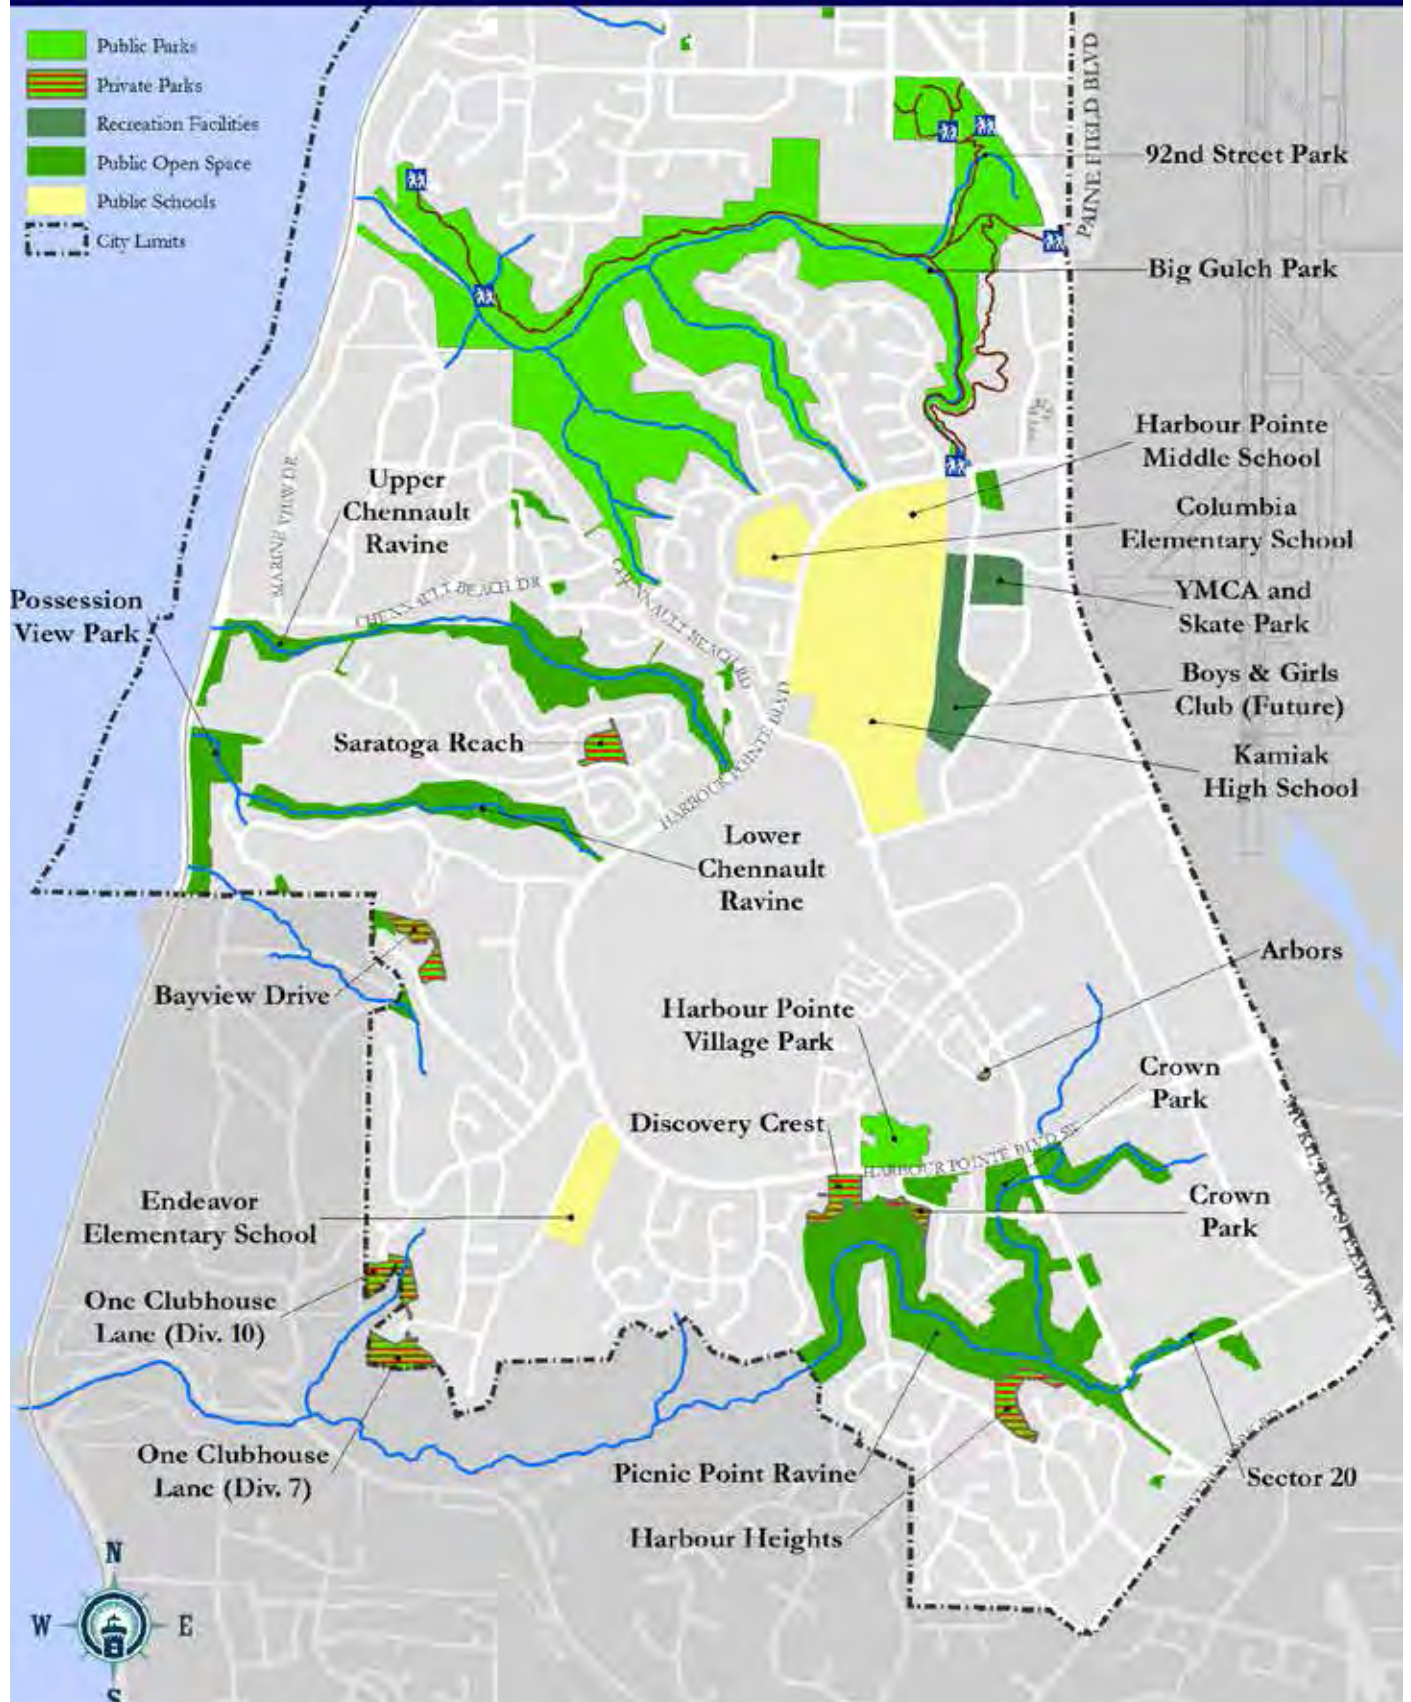 Public Parks
Private Parks
Recreation Facilities
Public Open Space
Public Schools
City Limits
PAINE FIELD BLVD
92nd Street Park
Big Gulch Park
Harbour Pointe
Middle School
Upper
Chennault
Ravine
MARINE VIEW DR
Columbia
Elementary School
CHENNAULT BEACH DR
CHENNAULT BEACH RD
YMCA and
Skate Park
Possession
View Park
Boys & Girls
Club (Future)
Saratoga Reach
HARBOUR POINTE BLVD
Kamiak
High School
Lower
Chennault
Ravine
Arbors
Bayview Drive
Harbour Pointe
Village Park
Crown
Park
Discovery Crest
HARBOUR POINTE BLVD SW
Endeavor
Elementary School
Crown
Park
One Clubhouse
Lane (Div. 10)
One Clubhouse
Lane (Div. 7)
Picnic Point Ravine
Sector 20
Harbour Heights
N
W
E
S